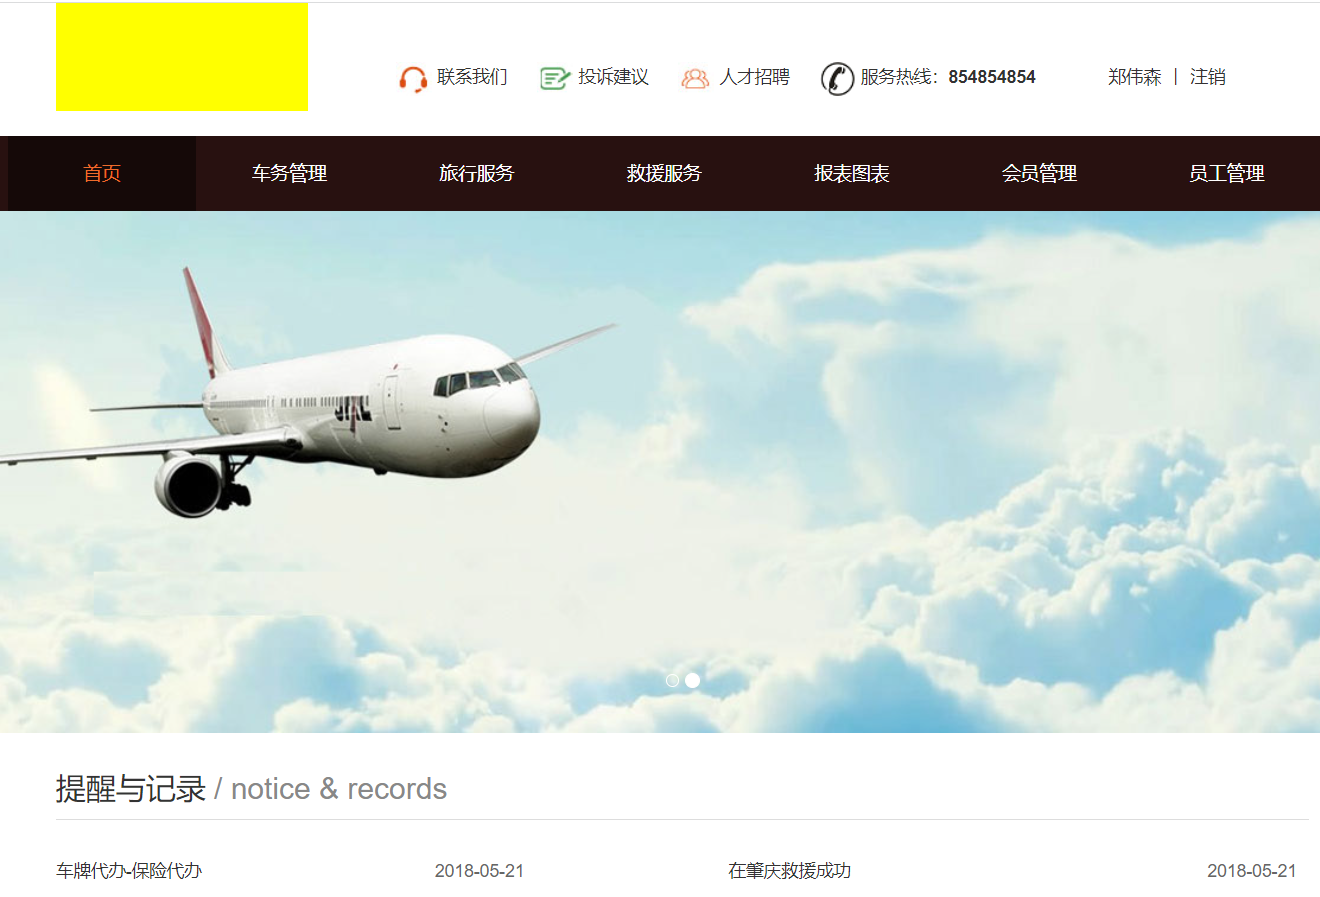 联系我们 投诉建议 人才招聘 服务热线：854854854 郑伟森 | 注销
首页 车务管理 旅行服务 救援服务 报表图表 会员管理 员工管理
JAL
提醒与记录 / notice & records
车牌代办-保险代办 2018-05-21 在肇庆救援成功 2018-05-21